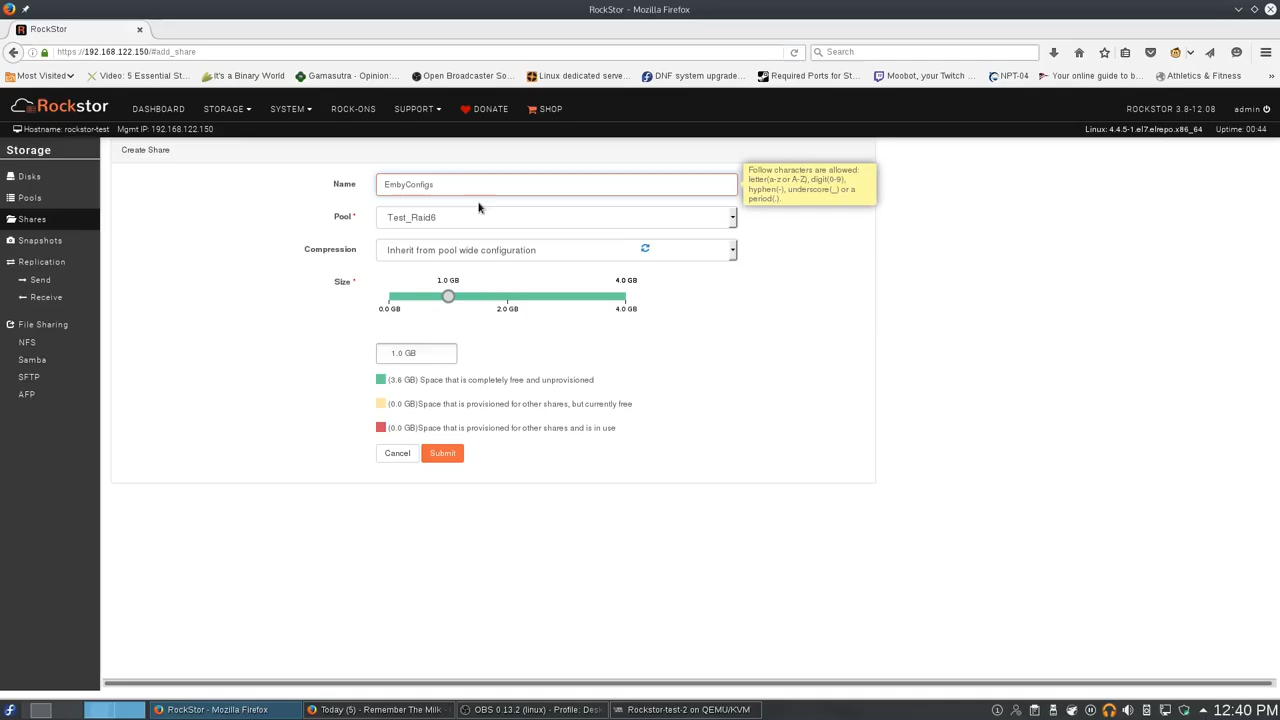 RockStor - Mozilla Firefox
RockStor
https://192.168.122.150/#add_share
Search
Most Visited
Video: 5 Essential St...
It's a Binary World
Gamasutra - Opinion:...
Open Broadcaster So...
Linux dedicated serve...
DNF system upgrade...
Required Ports for St...
Moobot, your Twitch ...
NPT-04
Your online guide to b...
Athletics & Fitness
»
Rockstor
DASHBOARD
STORAGE
SYSTEM
ROCK-ONS
SUPPORT
DONATE
SHOP
ROCKSTOR 3.8-12.08
admin
Hostname: rockstor-test
Mgmt IP: 192.168.122.150
Linux: 4.4.5-1.el7.elrepo.x86_64
Uptime: 00:44
Storage
Disks
Pools
Shares
Snapshots
Replication
Send
Receive
File Sharing
NFS
Samba
SFTP
AFP
Create Share
Name
EmbyConfigs
Follow characters are allowed:
letter(a-z or A-Z), digit(0-9),
hyphen(-), underscore(_) or a
period(.).
Pool *
Test_Raid6
Compression
Inherit from pool wide configuration
Size *
1.0 GB
4.0 GB
0.0 GB
2.0 GB
4.0 GB
1.0 GB
(3.6 GB) Space that is completely free and unprovisioned
(0.0 GB)Space that is provisioned for other shares, but currently free
(0.0 GB)Space that is provisioned for other shares and is in use
Cancel
Submit
RockStor - Mozilla Firefox
Today (5) - Remember The Milk -
OBS 0.13.2 (linux) - Profile: Desk
Rockstor-test-2 on QEMU/KVM
12:40 PM